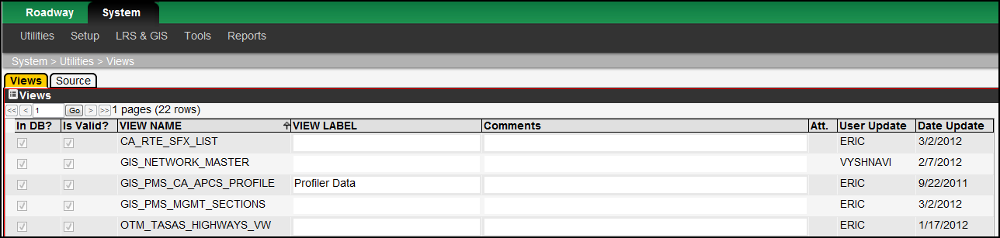 Roadway System
Utilities Setup LRS & GIS Tools Reports
System > Utilities > Views
Views Source
Views
<< < 1 Go > >> 1 pages (22 rows)
In DB? Is Valid? VIEW NAME VIEW LABEL Comments Att. User Update Date Update
CA_RTE_SFX_LIST ERIC 3/2/2012
GIS_NETWORK_MASTER VYSHNAVI 2/7/2012
GIS_PMS_CA_APCS_PROFILE Profiler Data ERIC 9/22/2011
GIS_PMS_MGMT_SECTIONS ERIC 3/2/2012
OTM_TASAS_HIGHWAYS_VW ERIC 1/17/2012